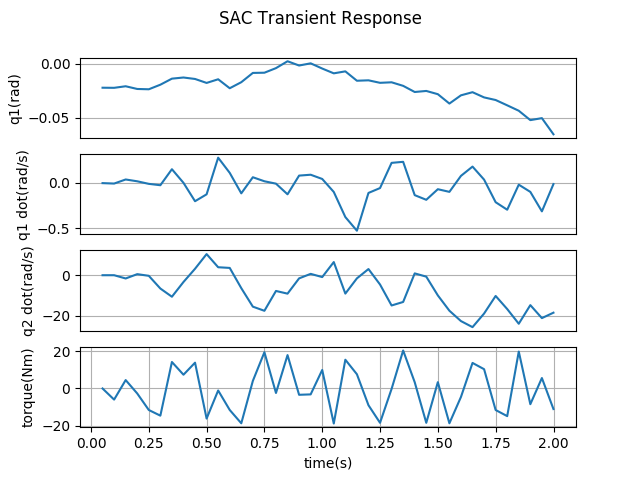 SAC Transient Response
q1(rad)
0.00
−0.05
q1 dot(rad/s)
0.0
−0.5
q2 dot(rad/s)
0
−20
torque(Nm)
20
0
−20
0.00 0.25 0.50 0.75 1.00 1.25 1.50 1.75 2.00
time(s)